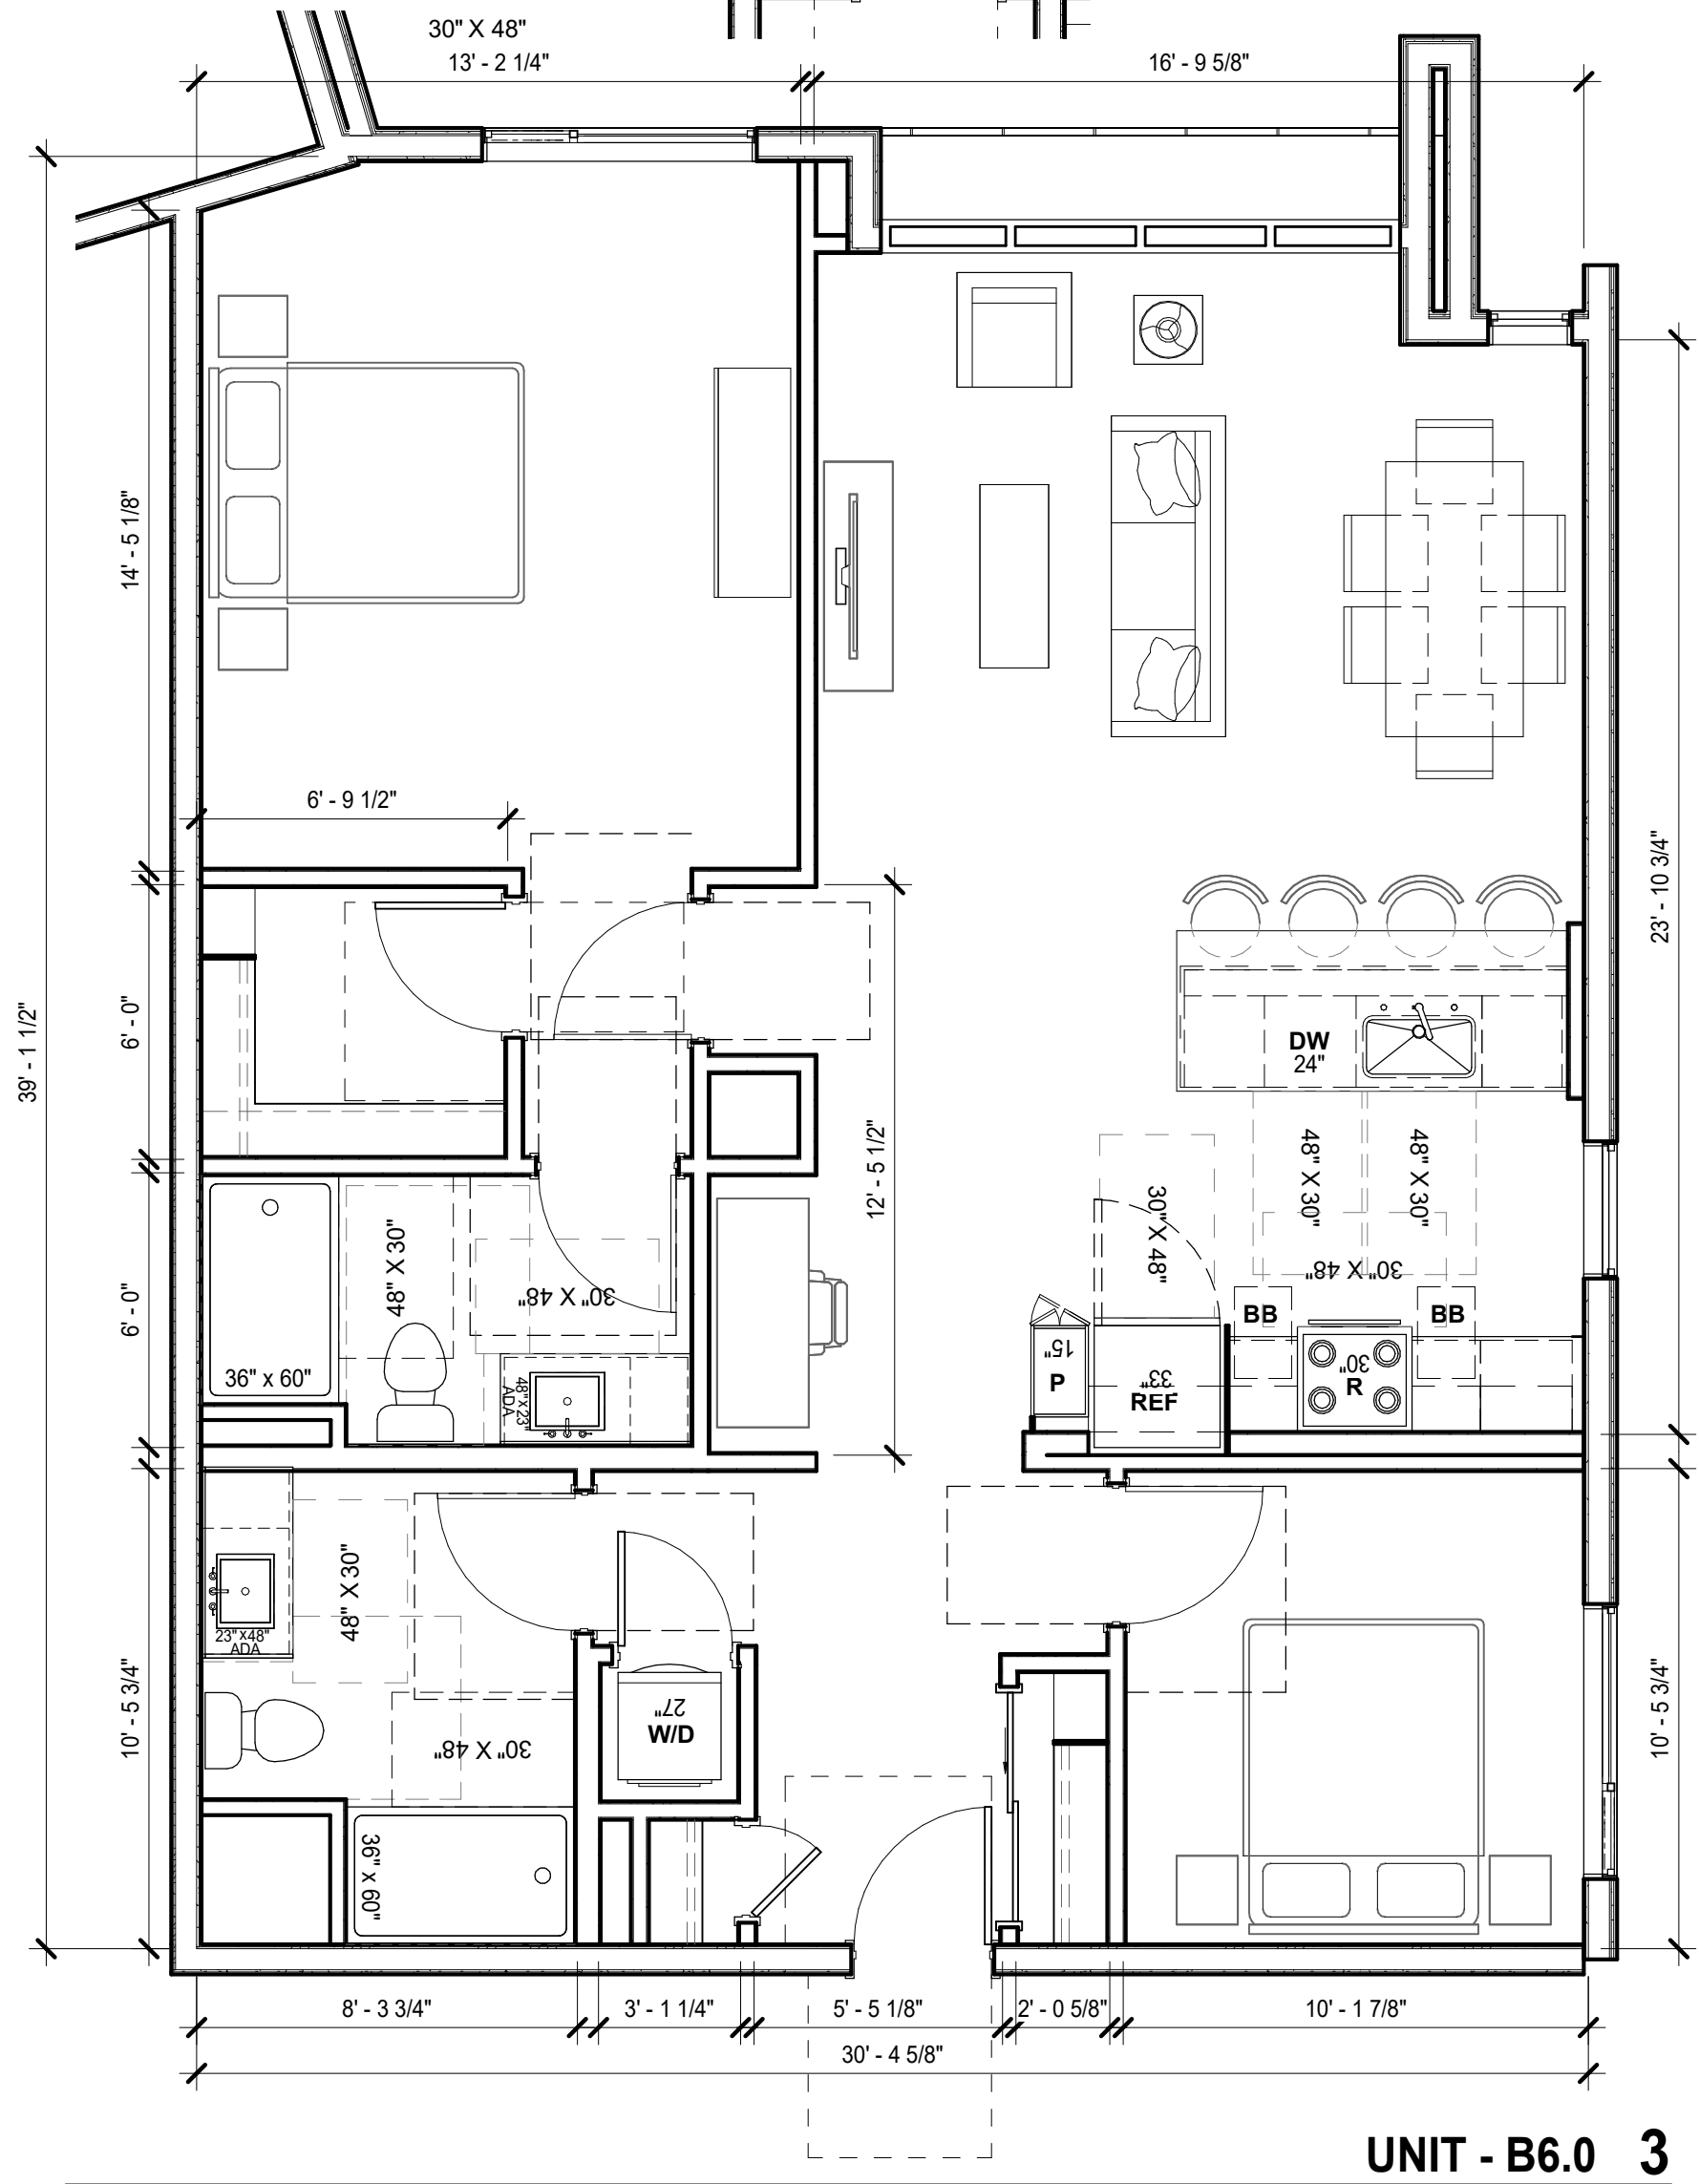 30" X 48"
13' - 2 1/4"
16' - 9 5/8"
14' - 5 1/8"
6' - 9 1/2"
23' - 10 3/4"
39' - 1 1/2"
6' - 0"
DW
24"
12' - 5 1/2"
48" X 30"
48" X 30"
30" X 48"
30" X 48"
48" X 30"
30" X 48"
6' - 0"
BB
BB
15"
P
33"
REF
30"
R
36" x 60"
48"x23"
ADA
48" X 30"
23"x48"
ADA
10' - 5 3/4"
10' - 5 3/4"
27"
W/D
30" X 48"
36" x 60"
8' - 3 3/4"
3' - 1 1/4"
5' - 5 1/8"
2' - 0 5/8"
10' - 1 7/8"
30' - 4 5/8"
UNIT - B6.0 3